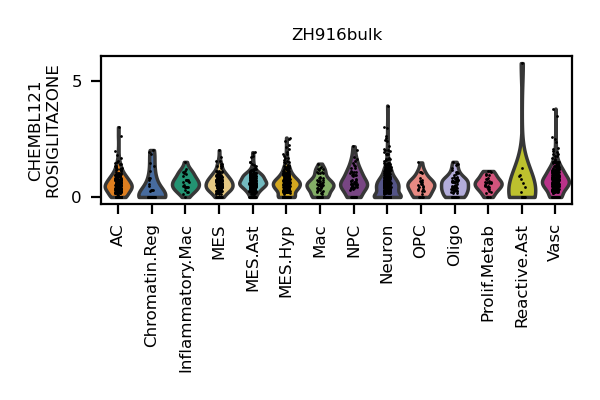 ZH916bulk
CHEMBL121
ROSIGLITAZONE
5
0
AC
Chromatin.Reg
Inflammatory.Mac
MES
MES.Ast
MES.Hyp
Mac
NPC
Neuron
OPC
Oligo
Prolif.Metab
Reactive.Ast
Vasc